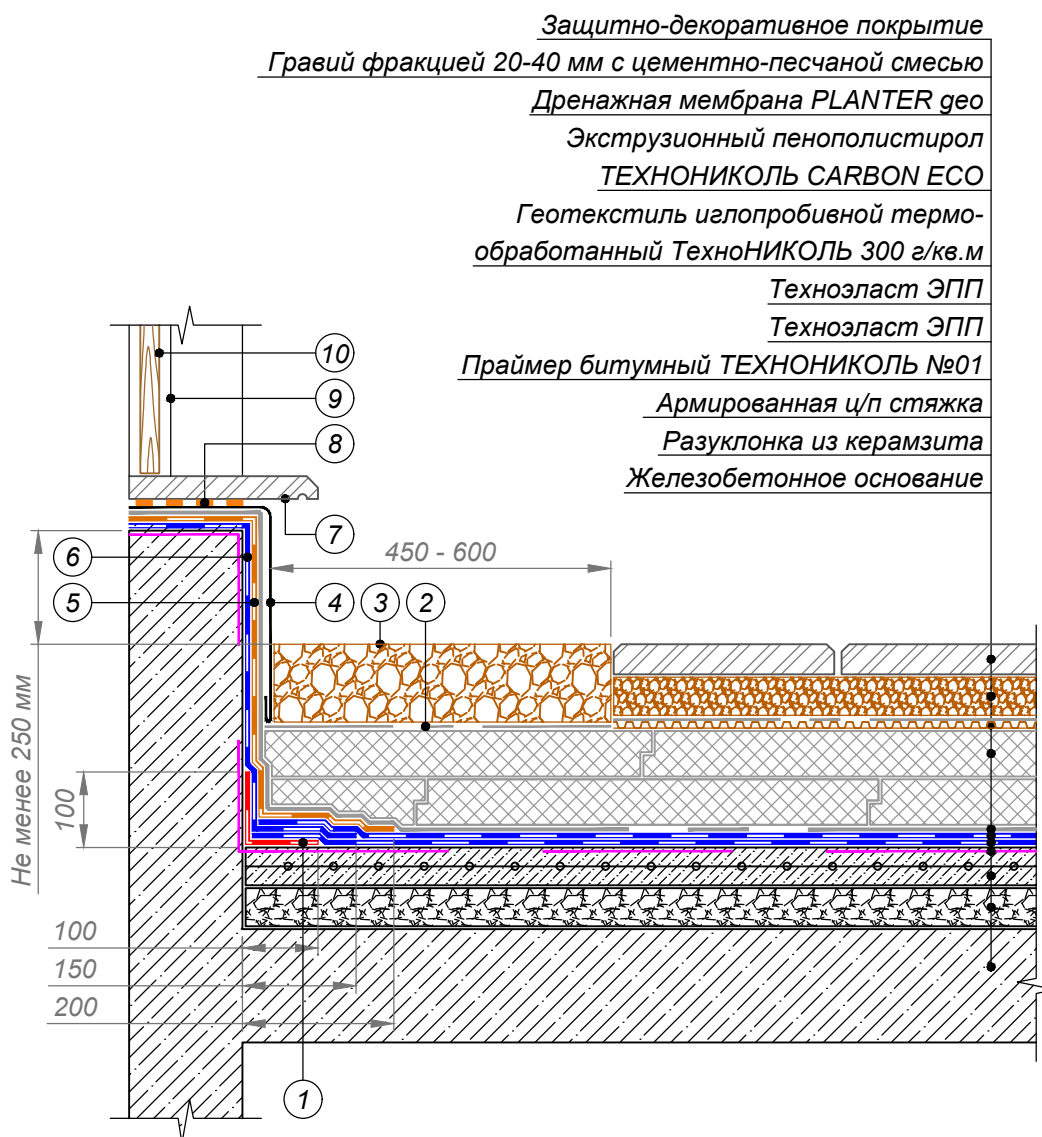 Защитно-декоративное покрытие
Гравий фракцией 20-40 мм с цементно-песчаной смесью
Дренажная мембрана PLANTER geo
Экструзионный пенополистирол
ТЕХНОНИКОЛЬ CARBON ECO
Геотекстиль иглопробивной термо-
обработанный ТехноНИКОЛЬ 300 г/кв.м
Техноэласт ЭПП
Техноэласт ЭПП
Праймер битумный ТЕХНОНИКОЛЬ №01
Армированная ц/п стяжка
Разуклонка из керамзита
Железобетонное основание
10
9
8
7
6
450 - 600
5
4
3
2
Не менее 250 мм
100
100
150
200
1